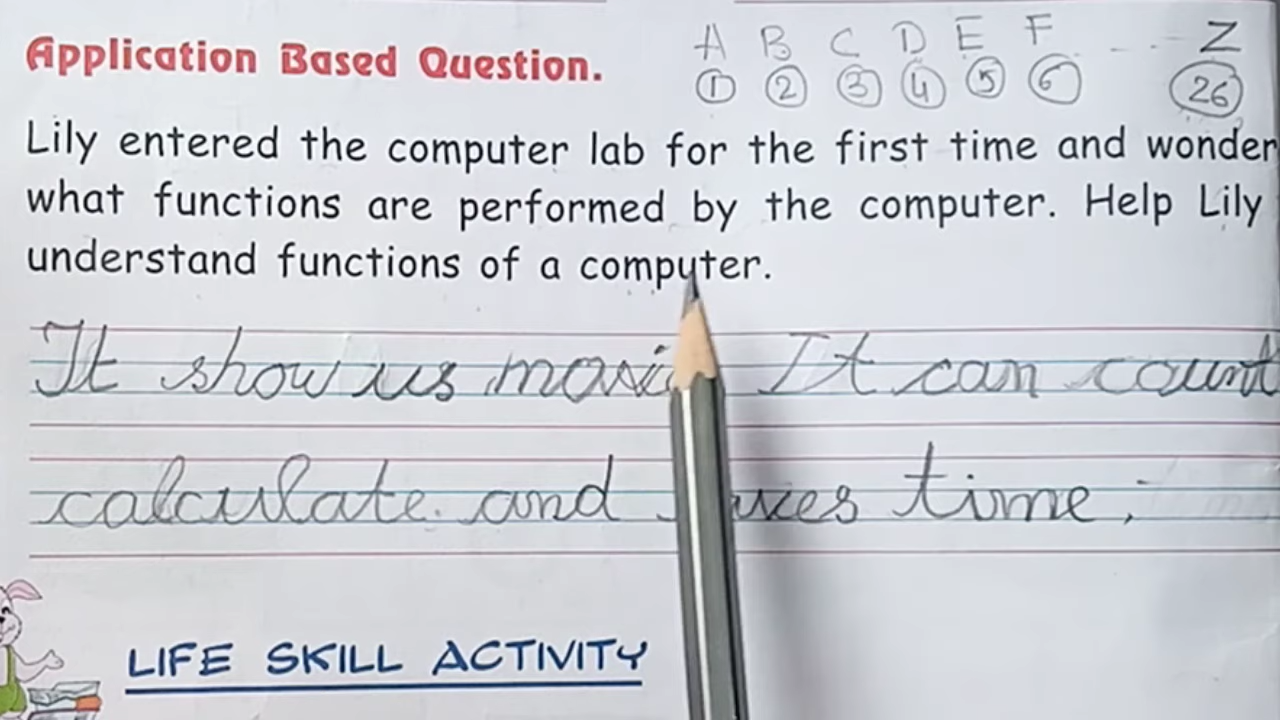 Application Based Question.
A B C D E F ... Z
1 2 3 4 5 6 26
Lily entered the computer lab for the first time and wonder
what functions are performed by the computer. Help Lily
understand functions of a computer.
It show us It can count
calculate and time.
LIFE SKILL ACTIVITY